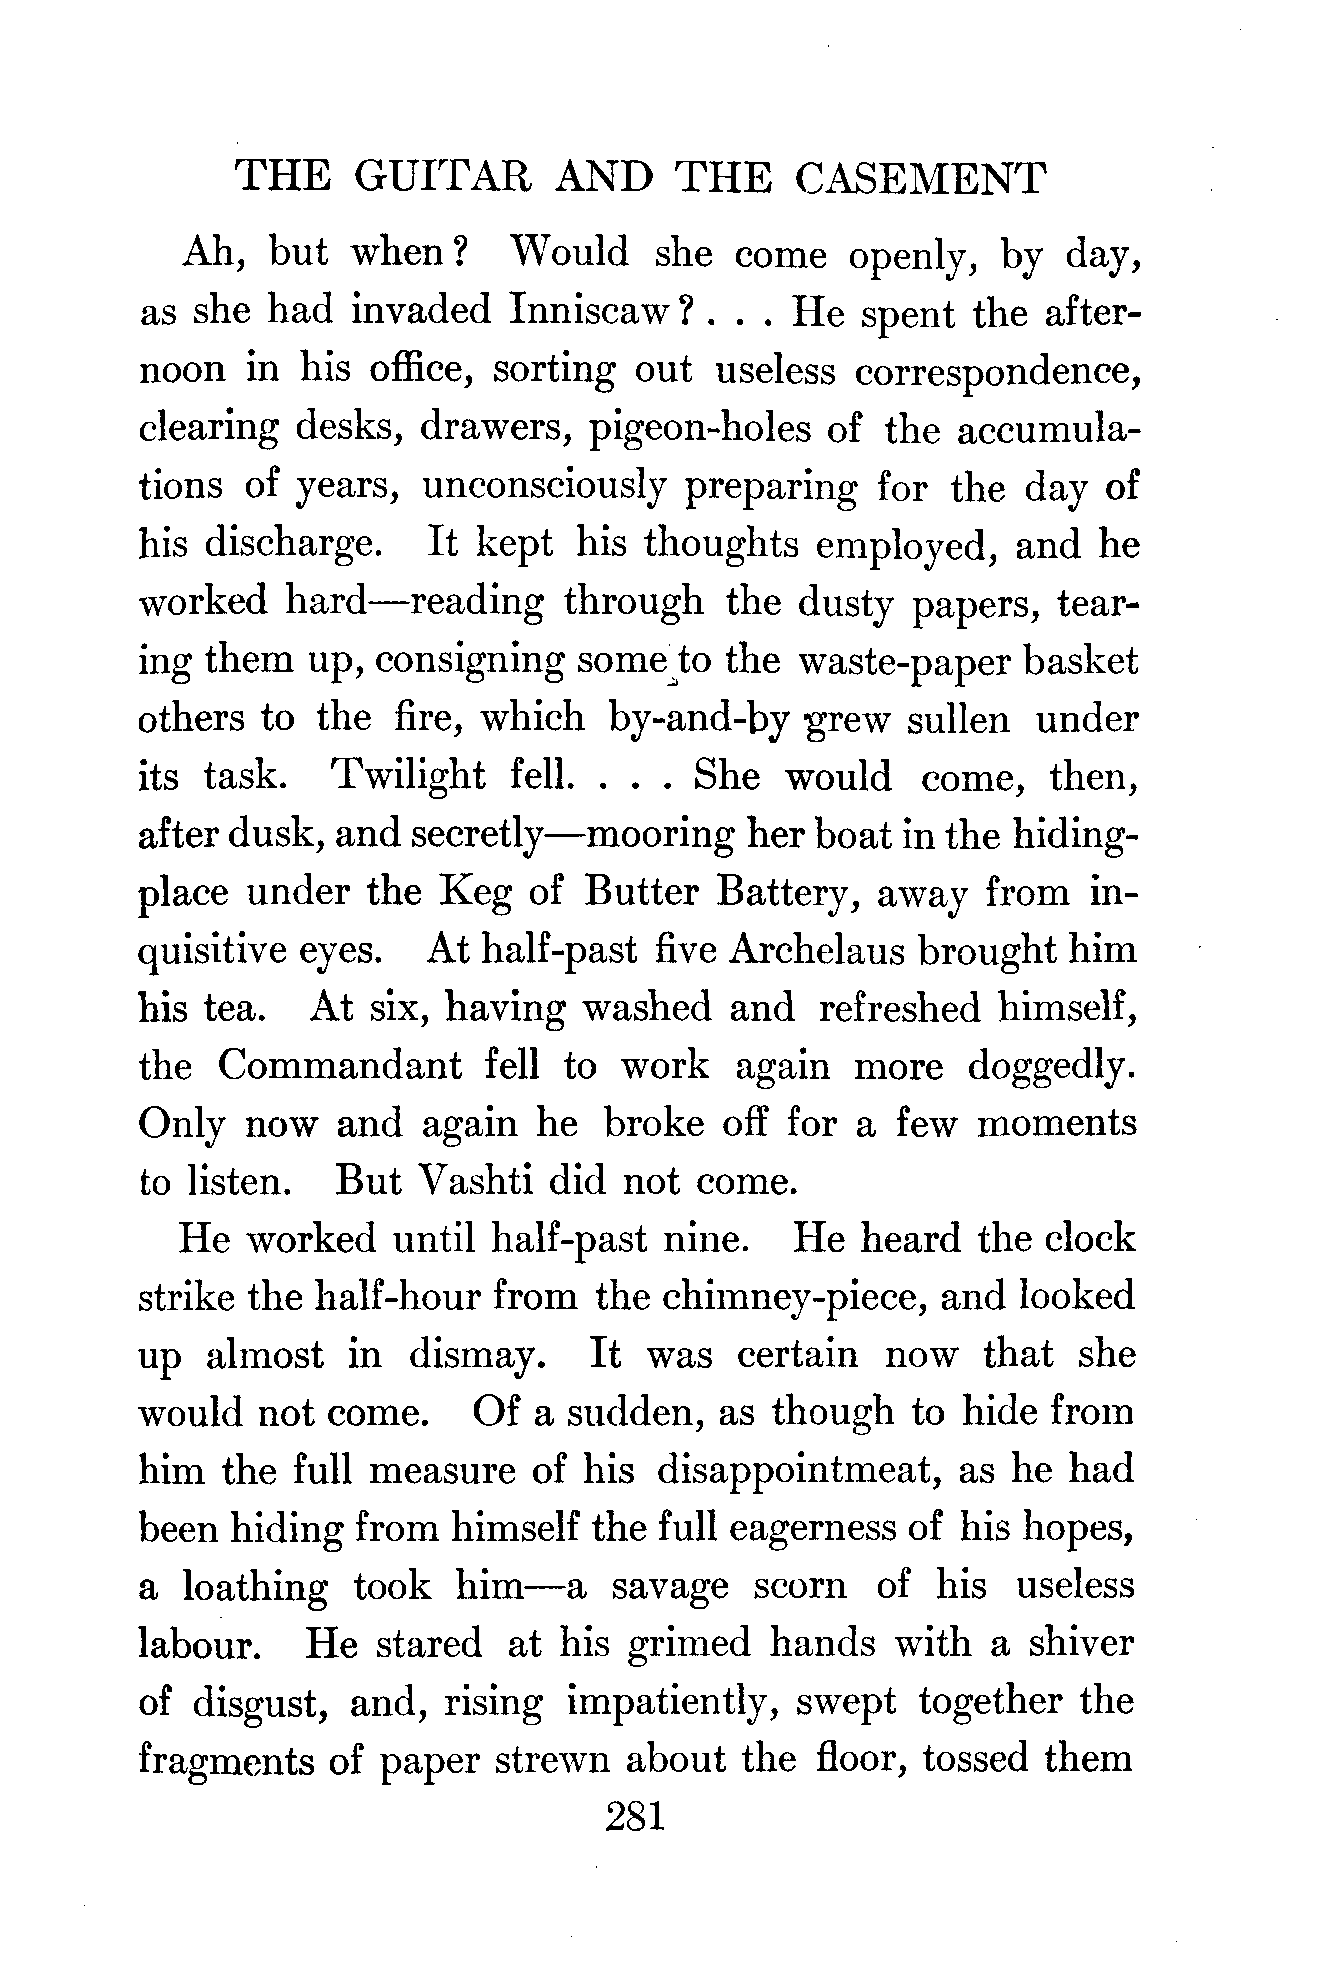 THE GUITAR AND THE CASEMENT
Ah, but when? Would she come openly, by day,
as she had invaded Inniscaw? . . . He spent the after-
noon in his office, sorting out useless correspondence,
clearing desks, drawers, pigeon-holes of the accumula-
tions of years, unconsciously preparing for the day of
his discharge. It kept his thoughts employed, and he
worked hard—reading through the dusty papers, tear-
ing them up, consigning some to the waste-paper basket
others to the fire, which by-and-by grew sullen under
its task. Twilight fell. . . . She would come, then,
after dusk, and secretly—mooring her boat in the hiding-
place under the Keg of Butter Battery, away from in-
quisitive eyes. At half-past five Archelaus brought him
his tea. At six, having washed and refreshed himself,
the Commandant fell to work again more doggedly.
Only now and again he broke off for a few moments
to listen. But Vashti did not come.
He worked until half-past nine. He heard the clock
strike the half-hour from the chimney-piece, and looked
up almost in dismay. It was certain now that she
would not come. Of a sudden, as though to hide from
him the full measure of his disappointmeat, as he had
been hiding from himself the full eagerness of his hopes,
a loathing took him—a savage scorn of his useless
labour. He stared at his grimed hands with a shiver
of disgust, and, rising impatiently, swept together the
fragments of paper strewn about the floor, tossed them
281